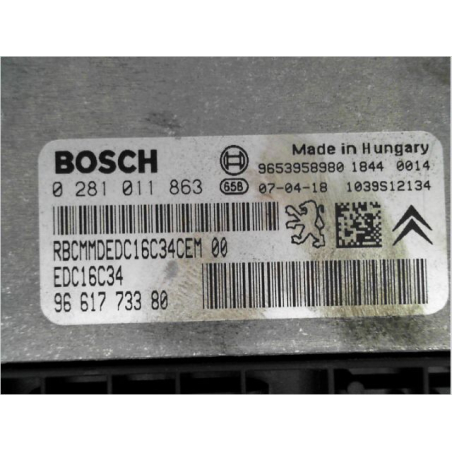 Made in Hungary
BOSCH 9653958980 1844 0014
0 281 011 863 658 07-04-18 1039S12134
RBCMMDEDC16C34CEM 00
EDC16C34
96 617 733 80